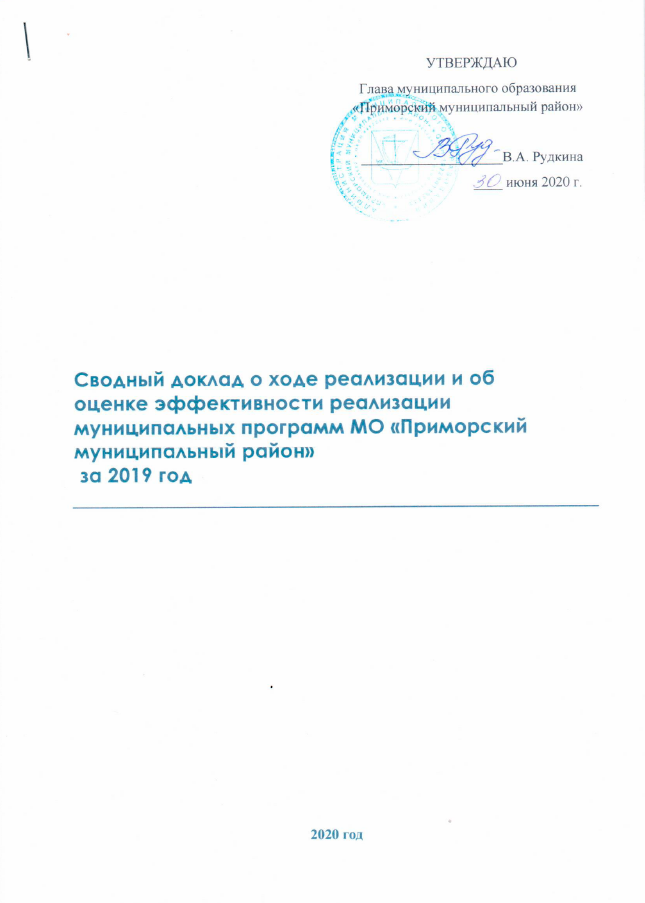 УТВЕРЖДАЮ
Глава муниципального образования
«Приморский муниципальный район»
В.А. Рудкина
30 июня 2020 г.
Сводный доклад о ходе реализации и об
оценке эффективности реализации
муниципальных программ МО «Приморский
муниципальный район»
за 2019 год
2020 год